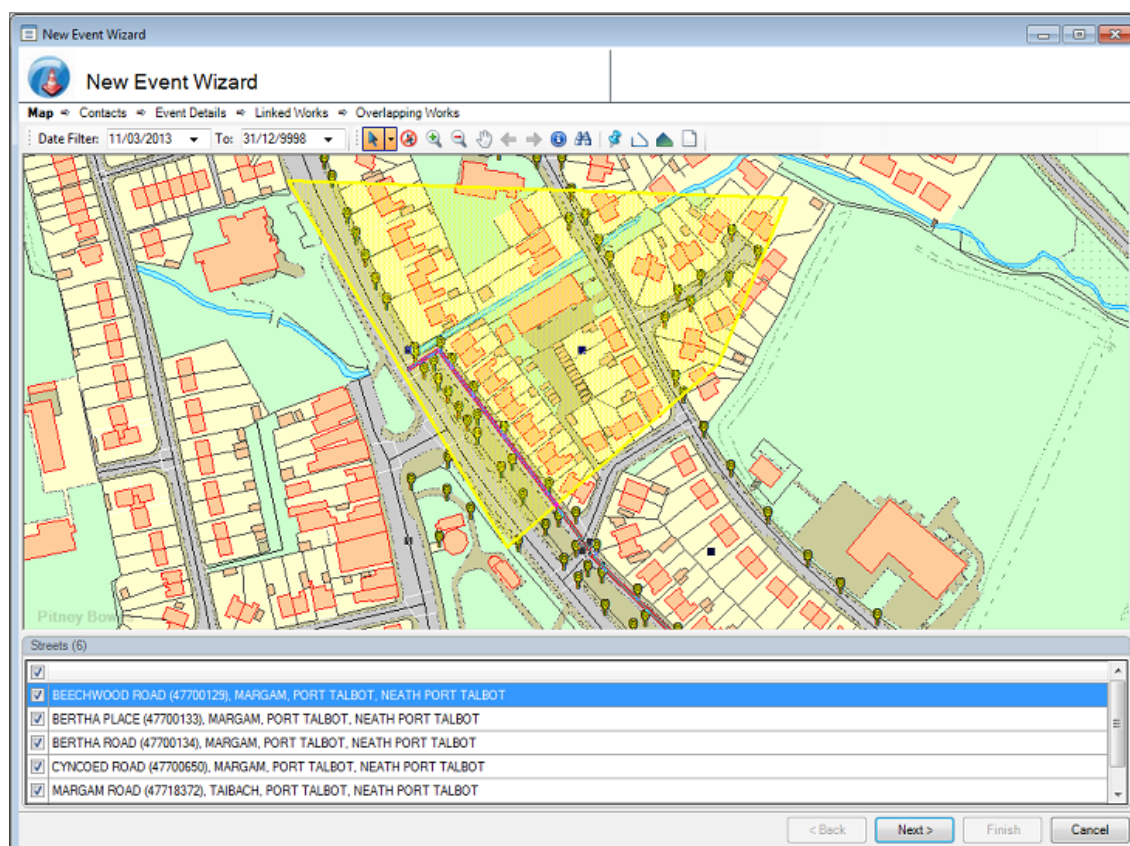 New Event Wizard
New Event Wizard
Map ⇨ Contacts ⇨ Event Details ⇨ Linked Works ⇨ Overlapping Works
Date Filter: 11/03/2013 To: 31/12/9998
Pitney Bow
Streets (6)
BEECHWOOD ROAD (47700129), MARGAM, PORT TALBOT, NEATH PORT TALBOT
BERTHA PLACE (47700133), MARGAM, PORT TALBOT, NEATH PORT TALBOT
BERTHA ROAD (47700134), MARGAM, PORT TALBOT, NEATH PORT TALBOT
CYNCOED ROAD (47700650), MARGAM, PORT TALBOT, NEATH PORT TALBOT
MARGAM ROAD (47718372), TAIBACH, PORT TALBOT, NEATH PORT TALBOT
< Back Next > Finish Cancel